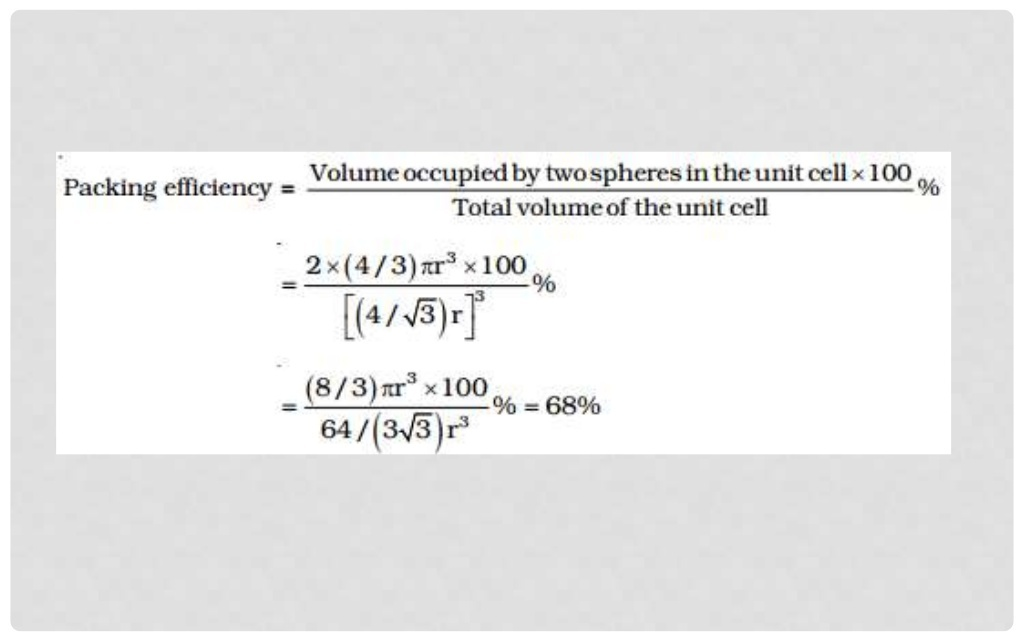 Packing efficiency = Volume occupied by two spheres in the unit cell × 100 / Total volume of the unit cell %
= 2 × (4 / 3) πr³ × 100 / [(4 / √3) r]³ %
= (8 / 3) πr³ × 100 / 64 / (3√3) r³ % = 68%